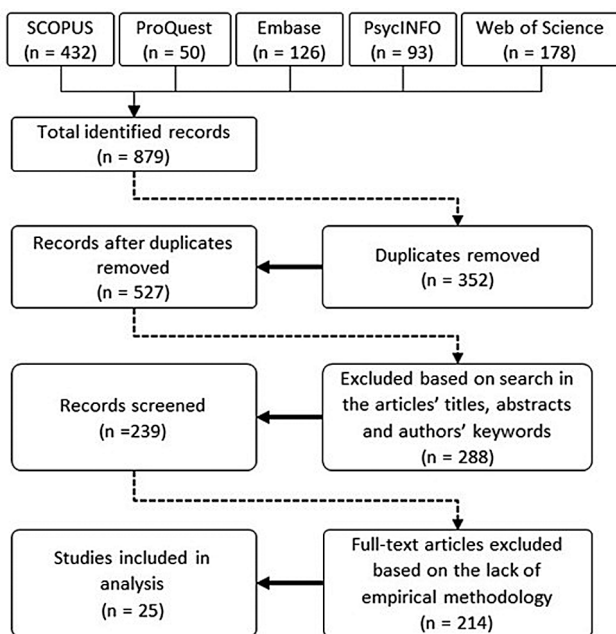 SCOPUS
(n = 432)
ProQuest
(n = 50)
Embase
(n = 126)
PsycINFO
(n = 93)
Web of Science
(n = 178)
Total identified records
(n = 879)
Records after duplicates
removed
(n = 527)
Duplicates removed
(n = 352)
Records screened
(n =239)
Excluded based on search in
the articles’ titles, abstracts
and authors’ keywords
(n = 288)
Studies included in
analysis
(n = 25)
Full-text articles excluded
based on the lack of
empirical methodology
(n = 214)